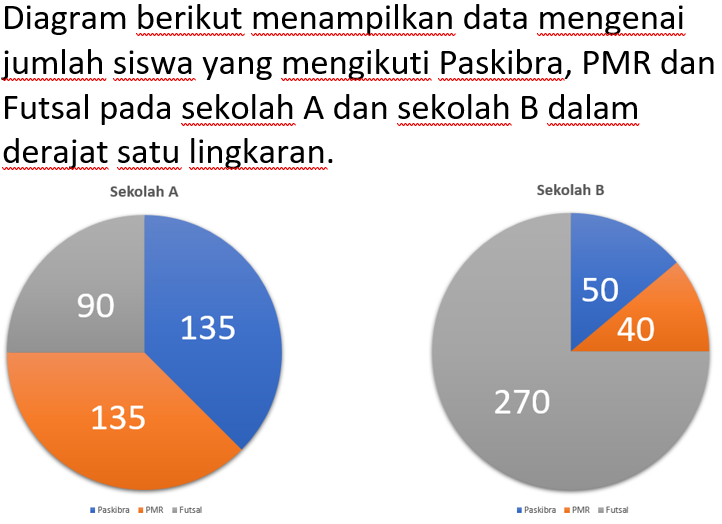 Diagram berikut menampilkan data mengenai
jumlah siswa yang mengikuti Paskibra, PMR dan
Futsal pada sekolah A dan sekolah B dalam
derajat satu lingkaran.
Sekolah A
90
135
135
Paskibra PMR Futsal
Sekolah B
50
40
270
Paskibra PMR Futsal